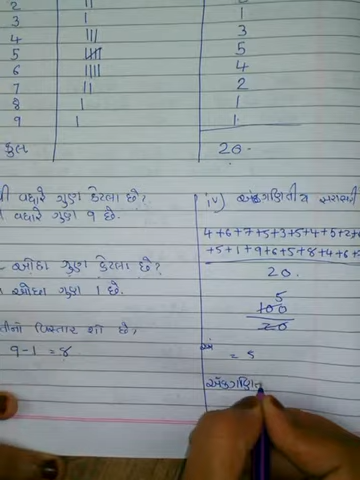 2 ||
3 | 1
4 ||| 3
5 5
6 |||| 4
7 || 2
8 | 1
9 | 1
કુલ 20.
વધારે ગુણ કેટલા છે?
વધારે ગુણ 9 છે.
ઓછા ગુણ કેટલા છે?
ઓછા ગુણ 1 છે.
વિસ્તાર શો છે,
9-1 = 8
iv) અંકગણિતીય સરાસરી
4+6+7+5+3+5+4+5+2+
+5+1+9+6+5+8+4+6+
20.
5
100
20
= 5
અંકગણિત